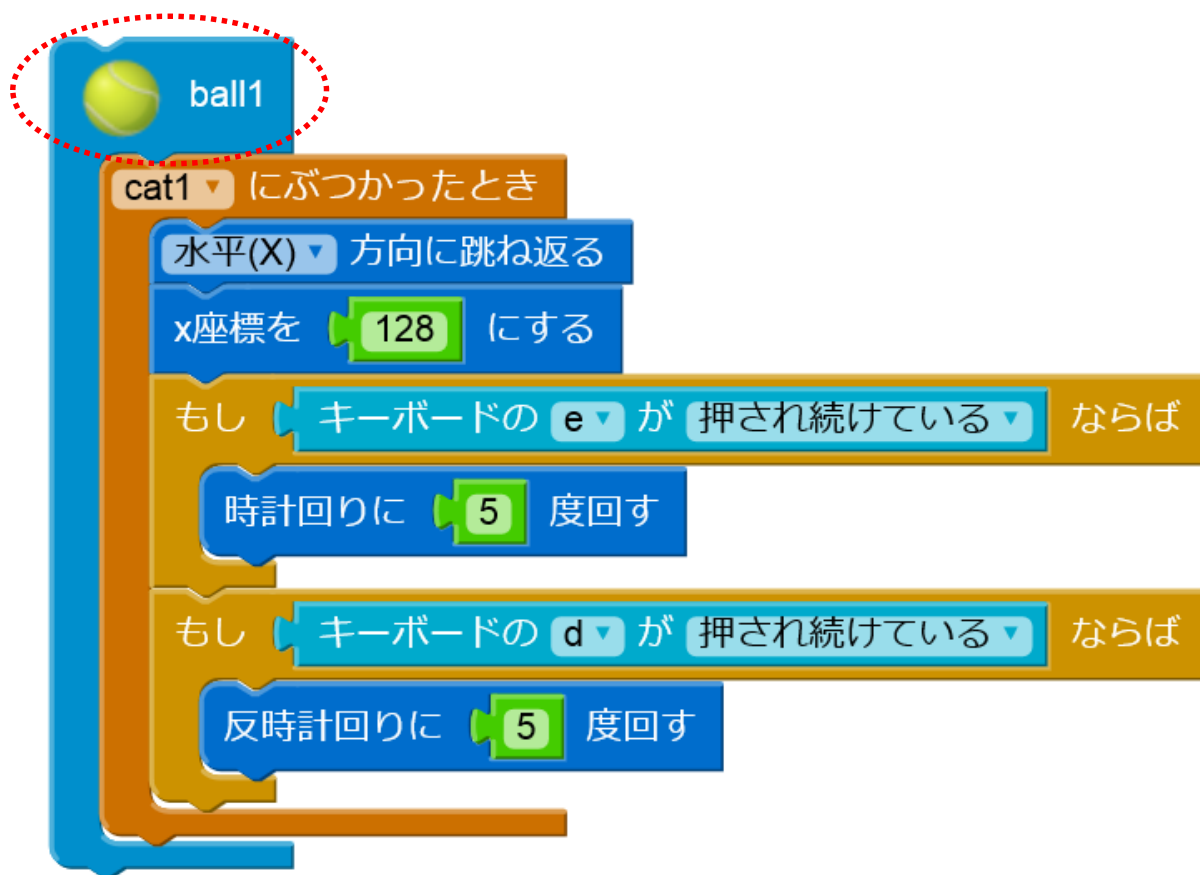 ball1
cat1 にぶつかったとき
水平(X) 方向に跳ね返る
x座標を 128 にする
もし キーボードの e が 押され続けている ならば
時計回りに 5 度回す
もし キーボードの d が 押され続けている ならば
反時計回りに 5 度回す